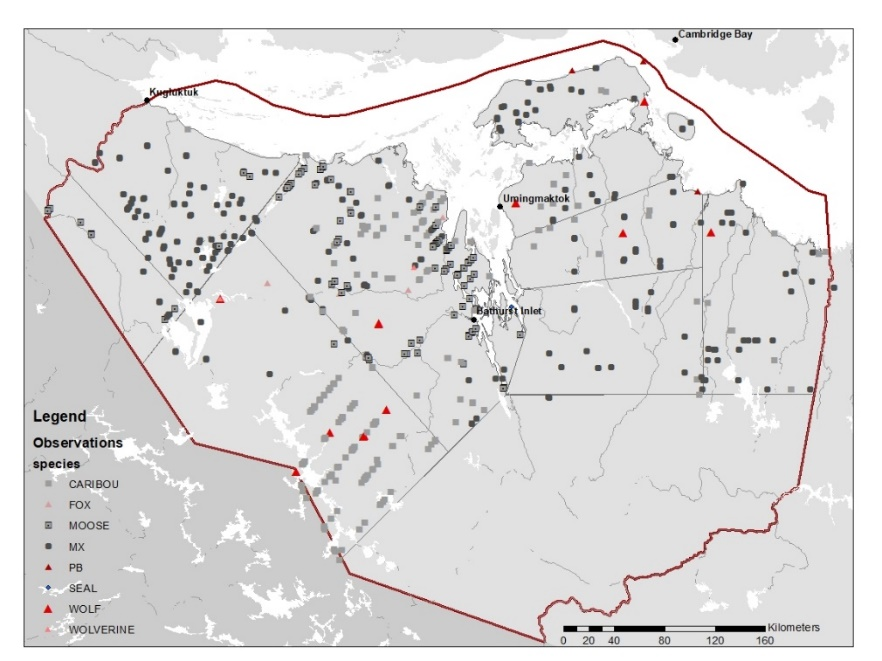 Cambridge Bay
Kugluktuk
Umingmaktok
Bathurst Inlet
Legend
Observations
species
CARIBOU
FOX
MOOSE
MX
PB
SEAL
WOLF
WOLVERINE
Kilometers
0 20 40 80 120 160